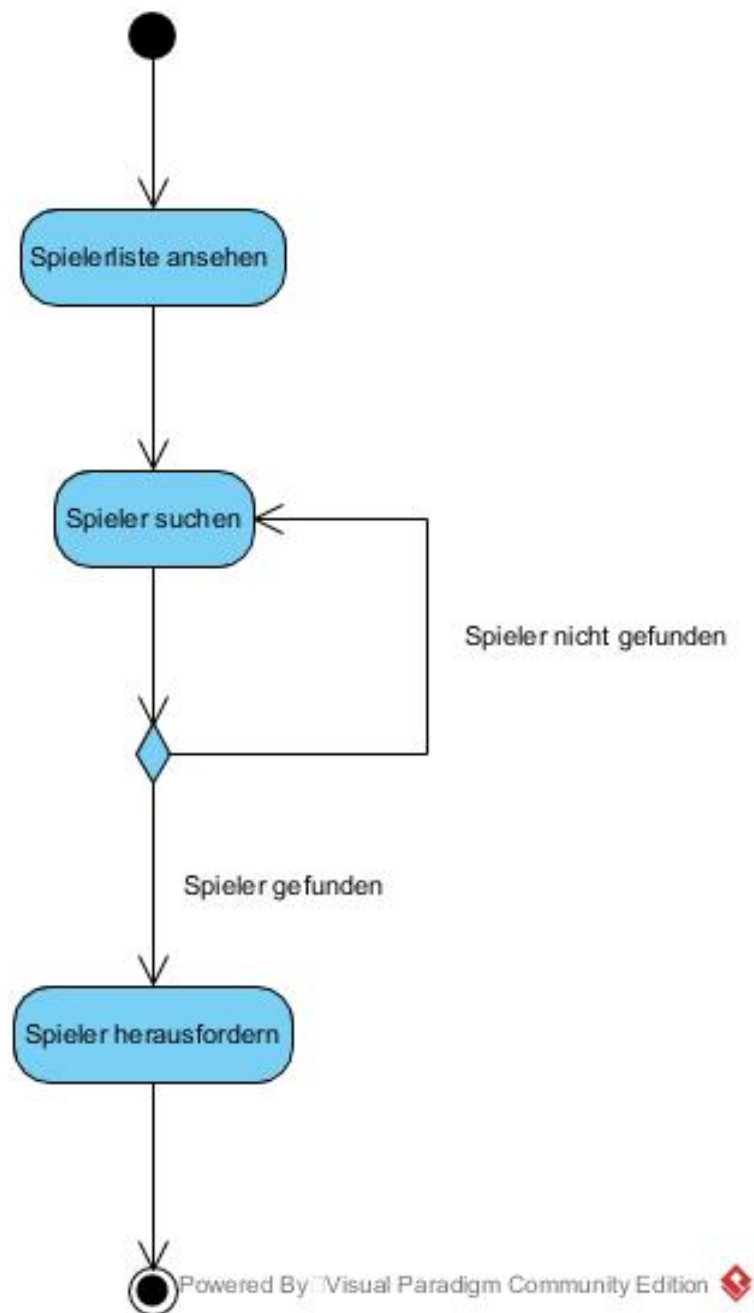 Spielerliste ansehen
Spieler suchen
Spieler nicht gefunden
Spieler gefunden
Spieler herausfordern
Powered By Visual Paradigm Community Edition